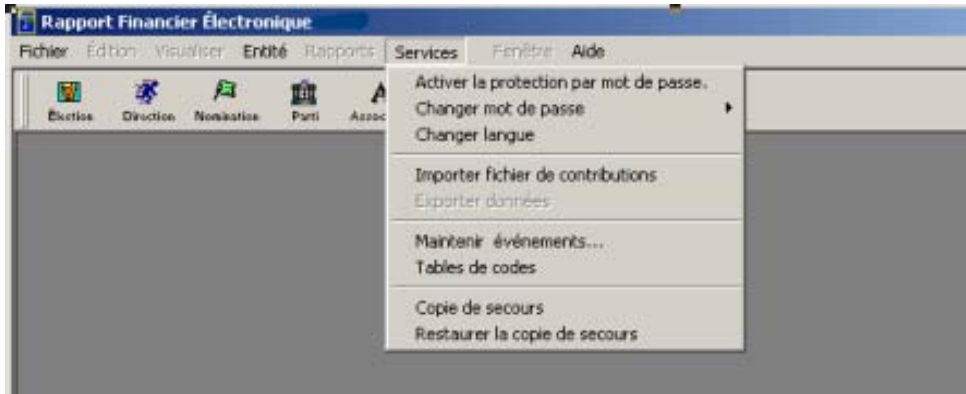 Rapport Financier Électronique
Fichier Édition Visualiser Entité Rapports Services Fenêtre Aide
Élection Direction Nomination Parti Assoc
Activer la protection par mot de passe.
Changer mot de passe
Changer langue
Importer fichier de contributions
Exporter données
Maintenir événements...
Tables de codes
Copie de secours
Restaurer la copie de secours